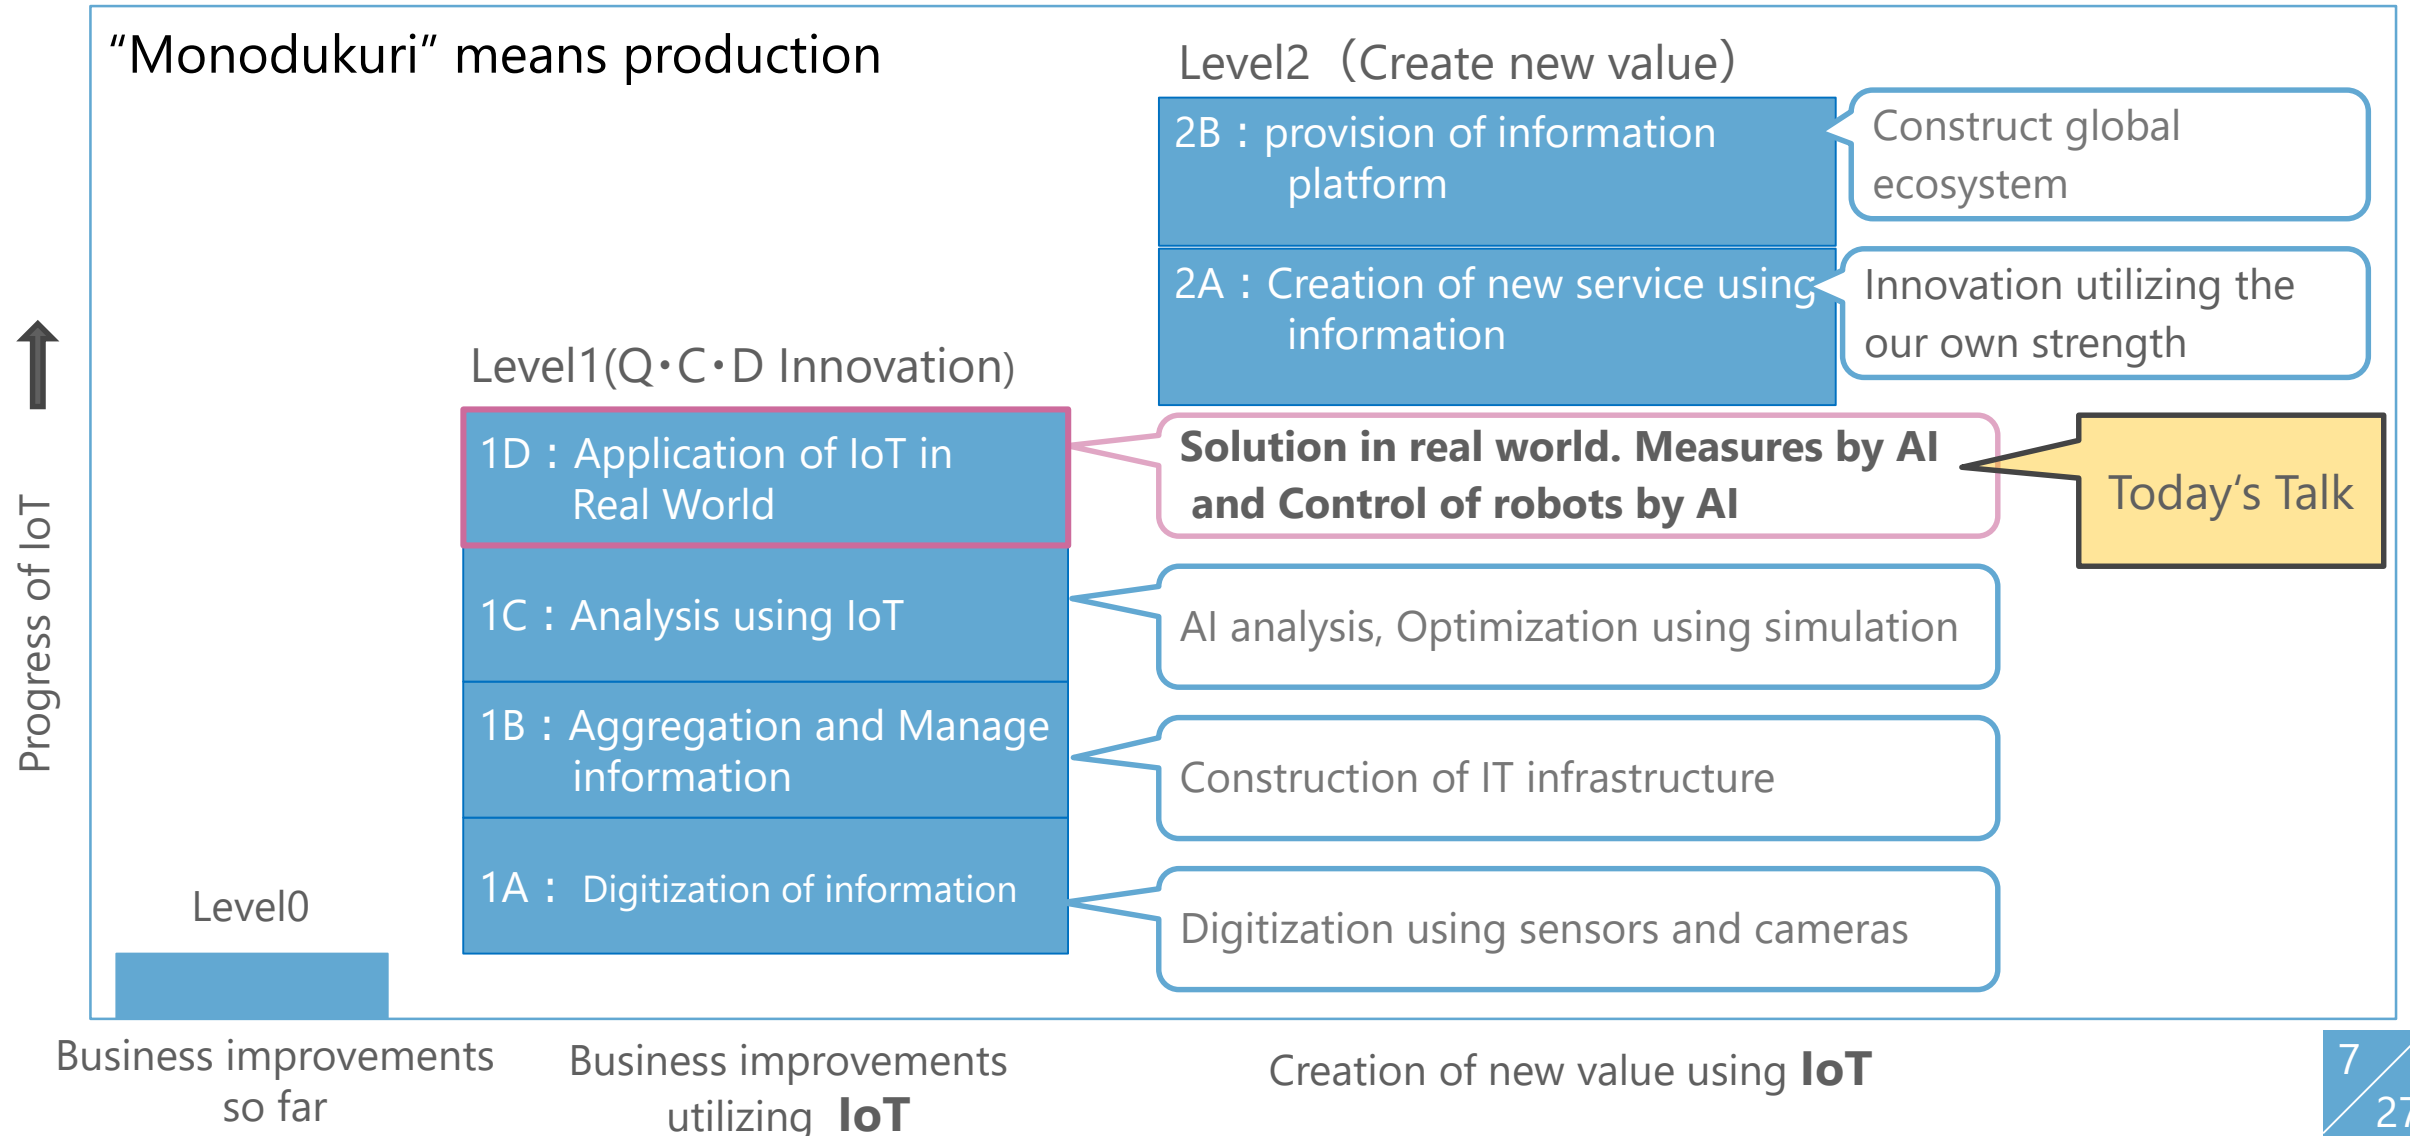 “Monodukuri” means production
Level2（Create new value）
2B：provision of information
platform
Construct global
ecosystem
2A：Creation of new service using
information
Innovation utilizing the
our own strength
Level1(Q・C・D Innovation)
1D：Application of IoT in
Real World
Solution in real world. Measures by AI
and Control of robots by AI
Today‘s Talk
1C：Analysis using IoT
AI analysis, Optimization using simulation
1B：Aggregation and Manage
information
Construction of IT infrastructure
1A： Digitization of information
Digitization using sensors and cameras
Level0
Progress of IoT
Business improvements
so far
Business improvements
utilizing IoT
Creation of new value using IoT
7
27